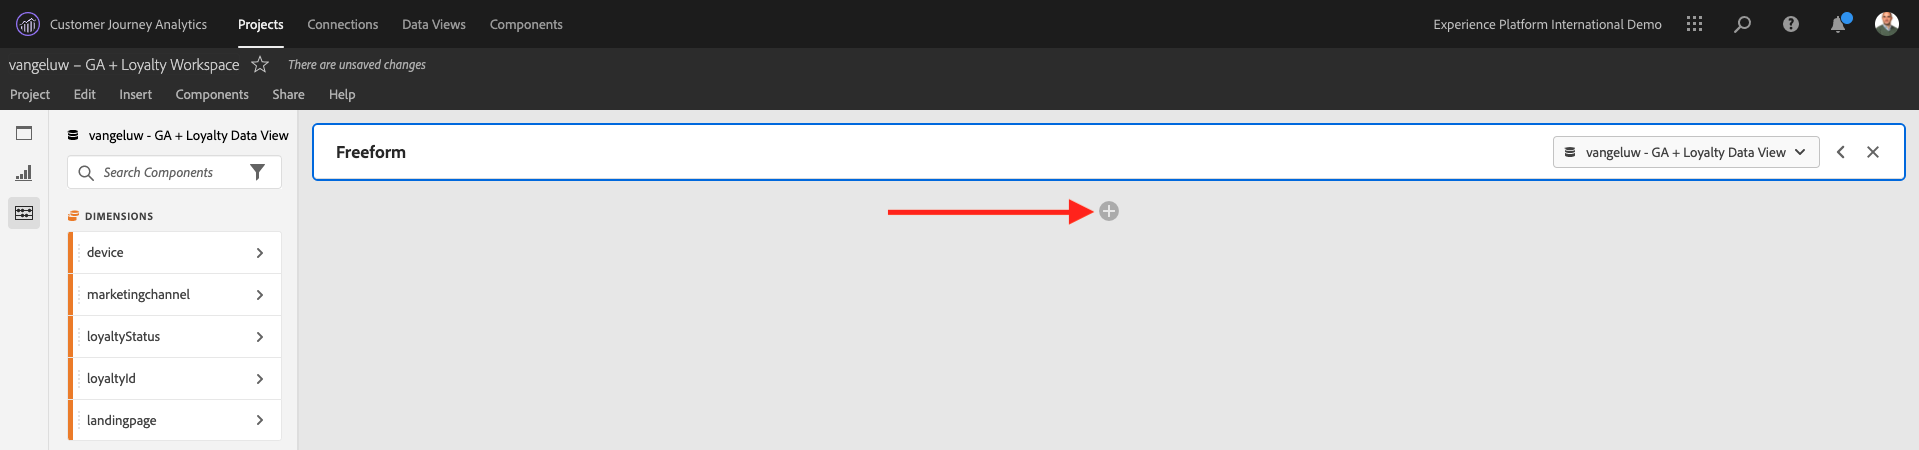 Customer Journey Analytics Projects Connections Data Views Components Experience Platform International Demo
vangeluw – GA + Loyalty Workspace There are unsaved changes
Project Edit Insert Components Share Help
vangeluw - GA + Loyalty Data View
Search Components
DIMENSIONS
device
marketingchannel
loyaltyStatus
loyaltyId
landingpage
Freeform vangeluw - GA + Loyalty Data View